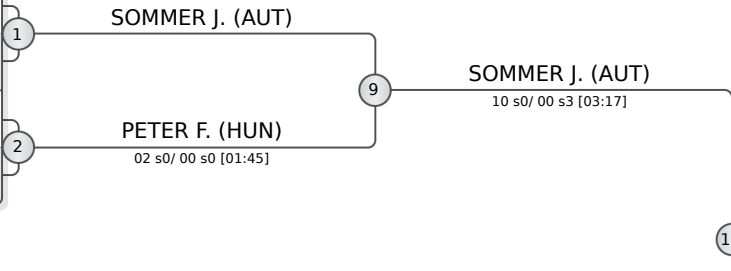 SOMMER J. (AUT)
1
9
SOMMER J. (AUT)
10 s0/ 00 s3 [03:17]
PETER F. (HUN)
2
02 s0/ 00 s0 [01:45]